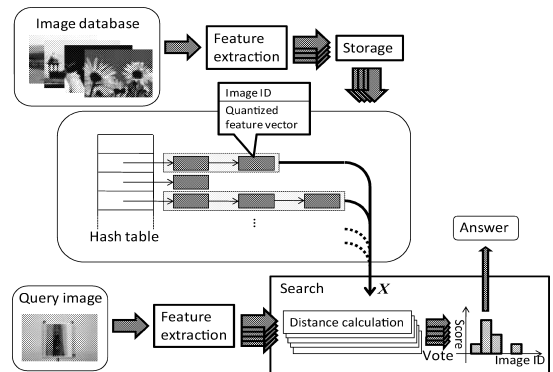 Image database
Feature
extraction
Storage
Image ID
Quantized
feature vector
Hash table
Answer
Query image
Feature
extraction
Search
X
Distance calculation
Vote
Score
Image ID